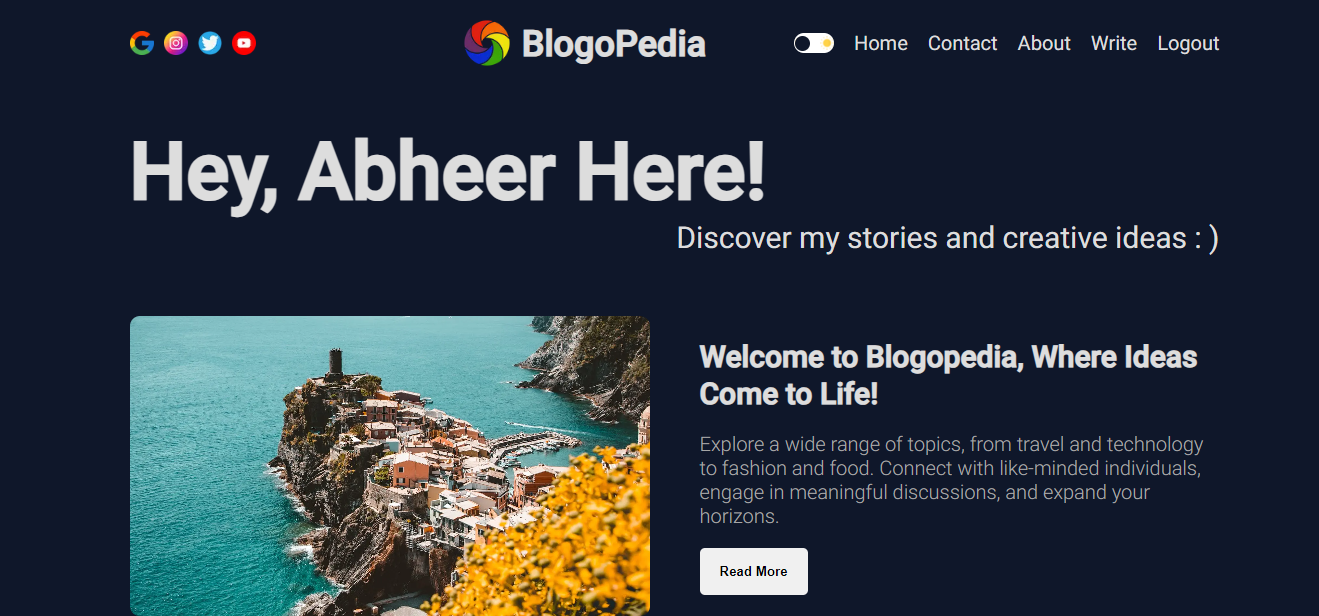 BlogoPedia
Home Contact About Write Logout
Hey, Abheer Here!
Discover my stories and creative ideas : )
Welcome to Blogopedia, Where Ideas
Come to Life!
Explore a wide range of topics, from travel and technology
to fashion and food. Connect with like-minded individuals,
engage in meaningful discussions, and expand your
horizons.
Read More